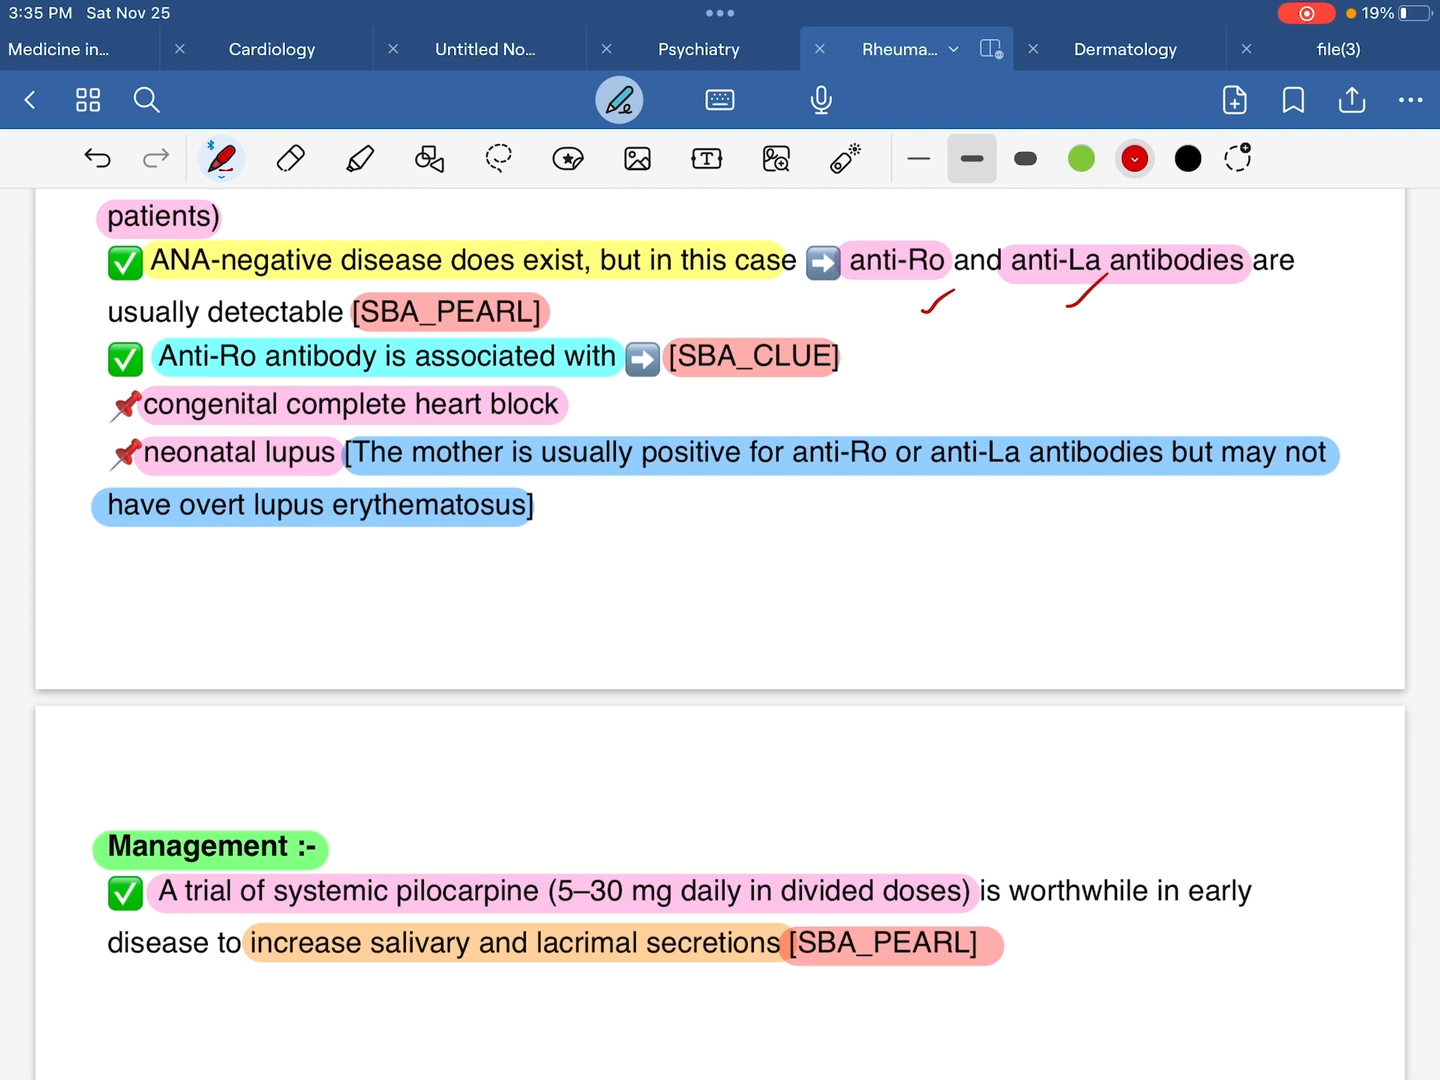 3:35 PM Sat Nov 25
19%
Medicine in...
Cardiology
Untitled No...
Psychiatry
Rheuma...
Dermatology
file(3)
patients)
✅ ANA-negative disease does exist, but in this case ➡️ anti-Ro and anti-La antibodies are
usually detectable [SBA_PEARL]
✅ Anti-Ro antibody is associated with ➡️ [SBA_CLUE]
📌congenital complete heart block
📌neonatal lupus [The mother is usually positive for anti-Ro or anti-La antibodies but may not
have overt lupus erythematosus]
Management :-
✅ A trial of systemic pilocarpine (5–30 mg daily in divided doses) is worthwhile in early
disease to increase salivary and lacrimal secretions [SBA_PEARL]